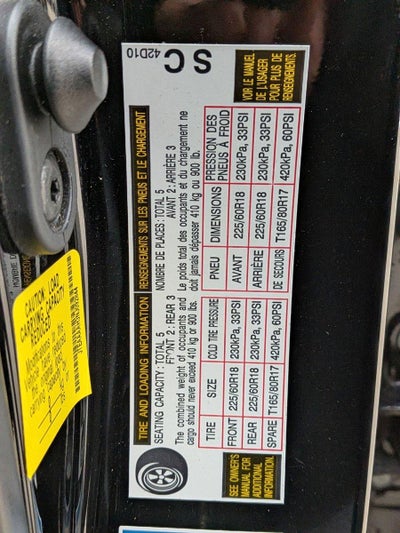 TIRE AND LOADING INFORMATION
RENSEIGNEMENTS SUR LES PNEUS ET LE CHARGEMENT
SEATING CAPACITY: TOTAL 5
FRONT 2: REAR 3
NOMBRE DE PLACES: TOTAL 5
AVANT 2: ARRIÈRE 3
The combined weight of occupants and
cargo should never exceed 410 kg or 900 lbs.
Le poids total des occupants et du chargement ne
doit jamais dépasser 410 kg ou 900 lb.
TIRE SIZE COLD TIRE PRESSURE
FRONT 225/60R18 230kPa, 33PSI
REAR 225/60R18 230kPa, 33PSI
SPARE T165/80R17 420kPa, 60PSI
PNEU DIMENSIONS PRESSION DES
PNEUS À FROID
AVANT 225/60R18 230kPa, 33PSI
ARRIÈRE 225/60R18 230kPa, 33PSI
DE SECOURS T165/80R17 420kPa, 60PSI
SEE OWNER'S
MANUAL FOR
ADDITIONAL
INFORMATION.
VOIR LE MANUEL
DE L'USAGER
POUR PLUS DE
RENSEIGNEMENTS.
42D10
SC
CAUTION: LOAD
CARRYING CAPACITY
REDUCED